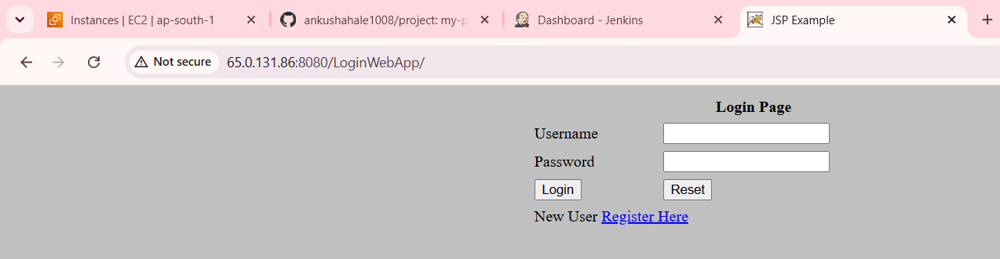 Instances | EC2 | ap-south-1
ankushahale1008/project: my-p
Dashboard - Jenkins
JSP Example
Not secure 65.0.131.86:8080/LoginWebApp/
Login Page
Username
Password
Login Reset
New User Register Here